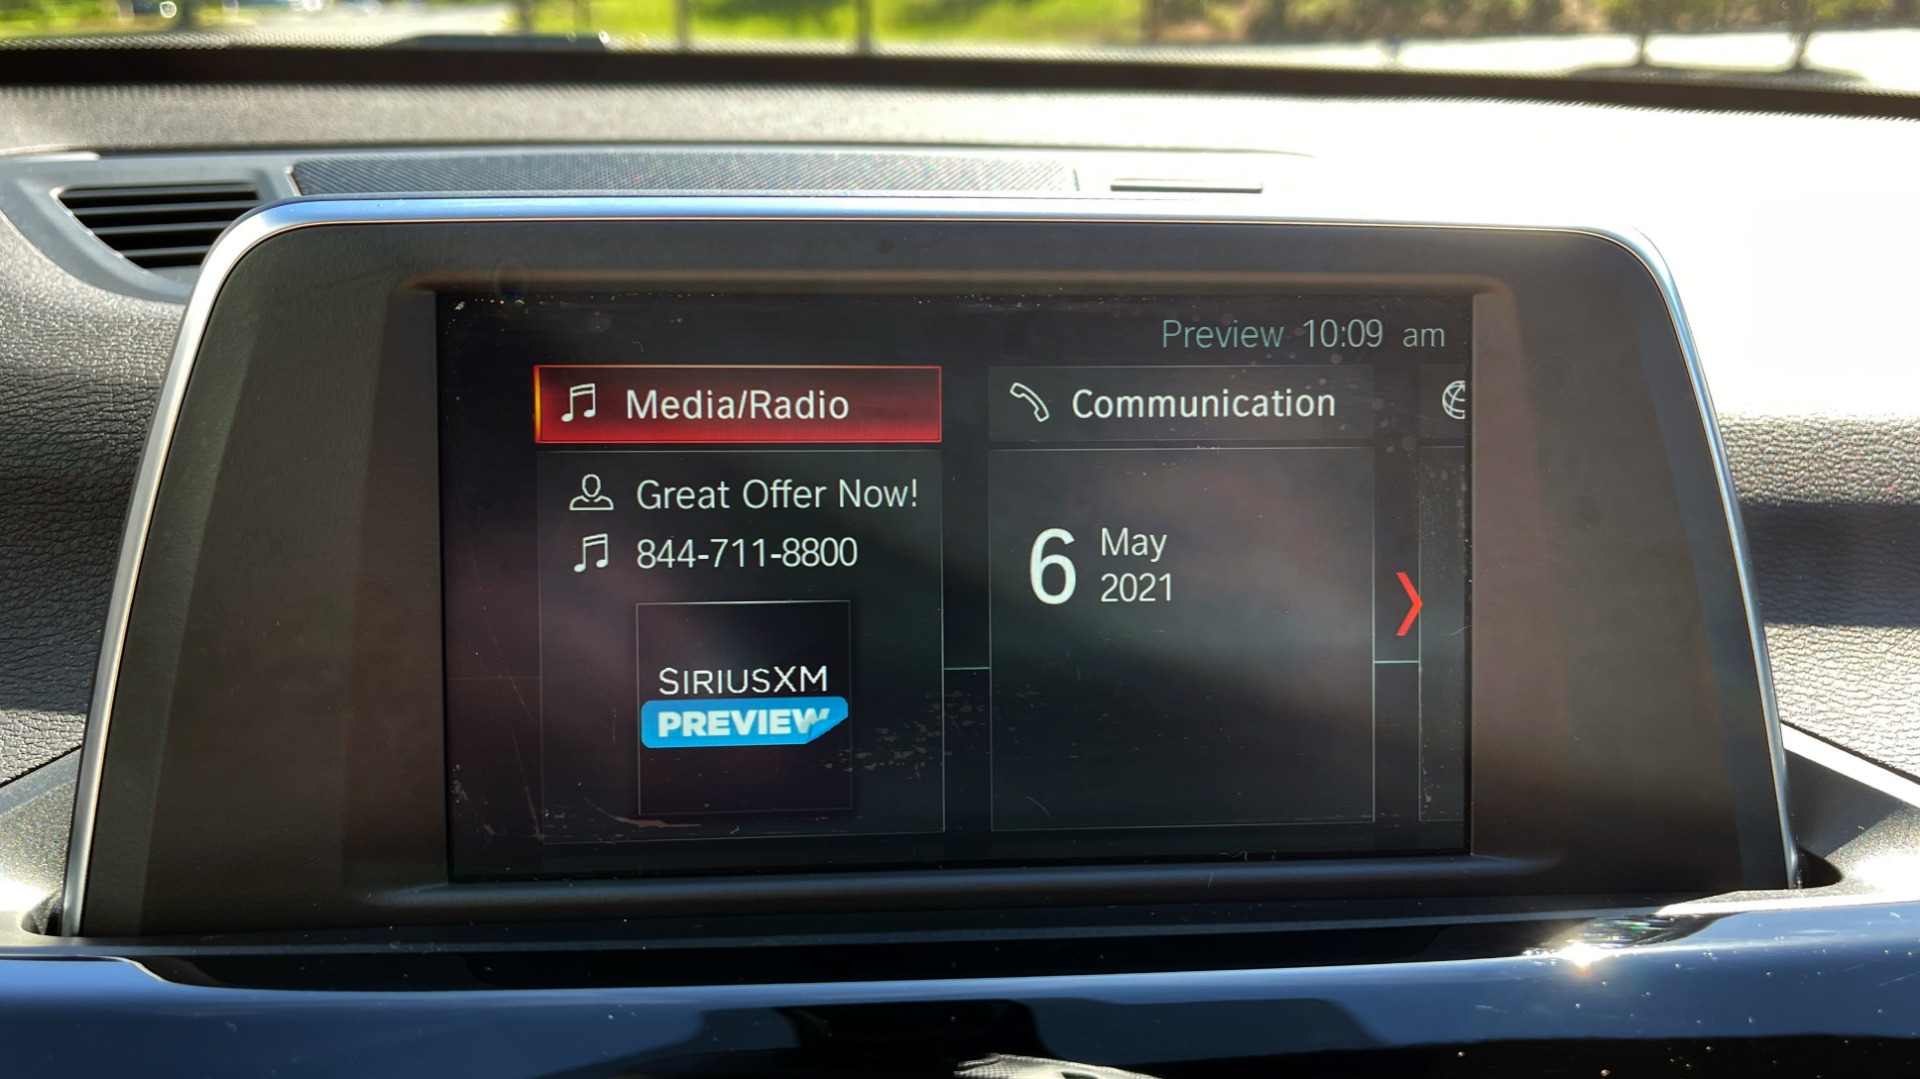 Preview 10:09 am
Media/Radio
Great Offer Now!
844-711-8800
SIRIUSXM
PREVIEW
Communication
6
May
2021